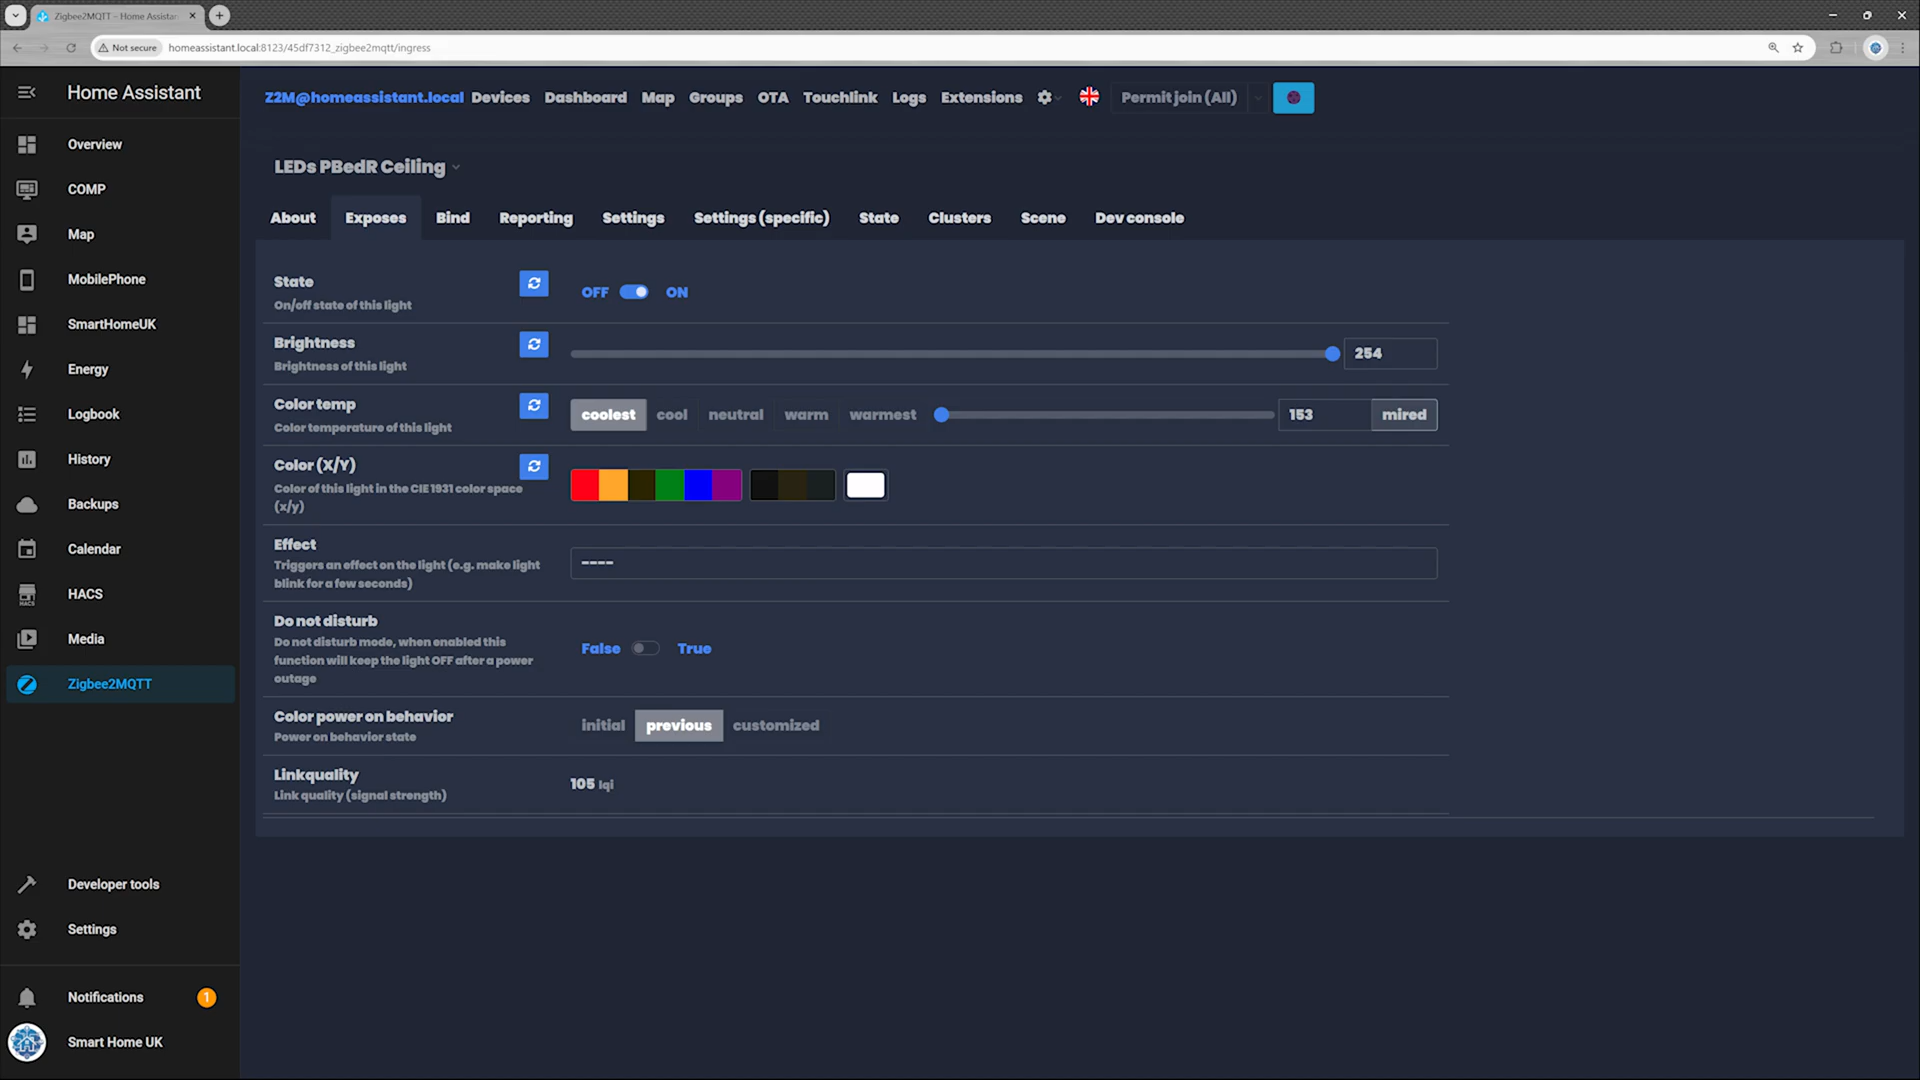 Zigbee2MQTT – Home Assistan
Not secure
homeassistant.local:8123/45df7312_zigbee2mqtt/ingress
Home Assistant
Overview
COMP
Map
MobilePhone
SmartHomeUK
Energy
Logbook
History
Backups
Calendar
HACS
HACS
Media
Zigbee2MQTT
Developer tools
Settings
Notifications 1
Smart Home UK
Z2M@homeassistant.local Devices Dashboard Map Groups OTA Touchlink Logs Extensions Permit join (All)
LEDs PBedR Ceiling
About Exposes Bind Reporting Settings Settings (specific) State Clusters Scene Dev console
State
On/off state of this light
OFF ON
Brightness
Brightness of this light
254
Color temp
Color temperature of this light
coolest cool neutral warm warmest 153 mired
Color (X/Y)
Color of this light in the CIE 1931 color space
(x/y)
Effect
Triggers an effect on the light (e.g. make light
blink for a few seconds)
----
Do not disturb
Do not disturb mode, when enabled this
function will keep the light OFF after a power
outage
False True
Color power on behavior
Power on behavior state
initial previous customized
Linkquality
Link quality (signal strength)
105 lqi